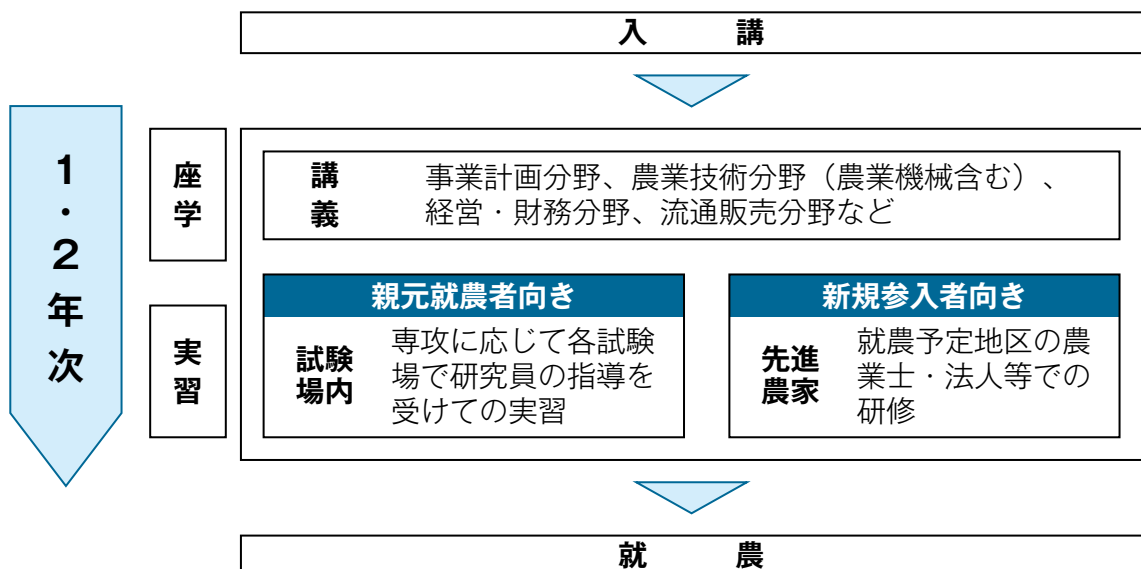 入　講
1・2年次
座学
講義
事業計画分野、農業技術分野（農業機械含む）、
経営・財務分野、流通販売分野など
実習
親元就農者向き
試験
場内
専攻に応じて各試験
場で研究員の指導を
受けての実習
新規参入者向き
先進
農家
就農予定地区の農
業士・法人等での
研修
就　農